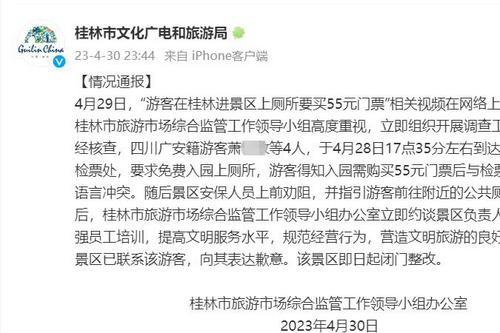 桂林市文化广电和旅游局
Guilin China
23-4-30 23:44 来自 iPhone客户端
【情况通报】
4月29日，“游客在桂林进景区上厕所要买55元门票”相关视频在网络上
桂林市旅游市场综合监管工作领导小组高度重视，立即组织开展调查工
经核查，四川广安籍游客萧 等4人，于4月28日17点35分左右到达
检票处，要求免费入园上厕所，游客得知入园需购买55元门票后与检票
语言冲突。随后景区安保人员上前劝阻，并指引游客前往附近的公共厕
后，桂林市旅游市场综合监管工作领导小组办公室立即约谈景区负责人
强员工培训，提高文明服务水平，规范经营行为，营造文明旅游的良好
景区已联系该游客，向其表达歉意。该景区即日起闭门整改。
桂林市旅游市场综合监管工作领导小组办公室
2023年4月30日